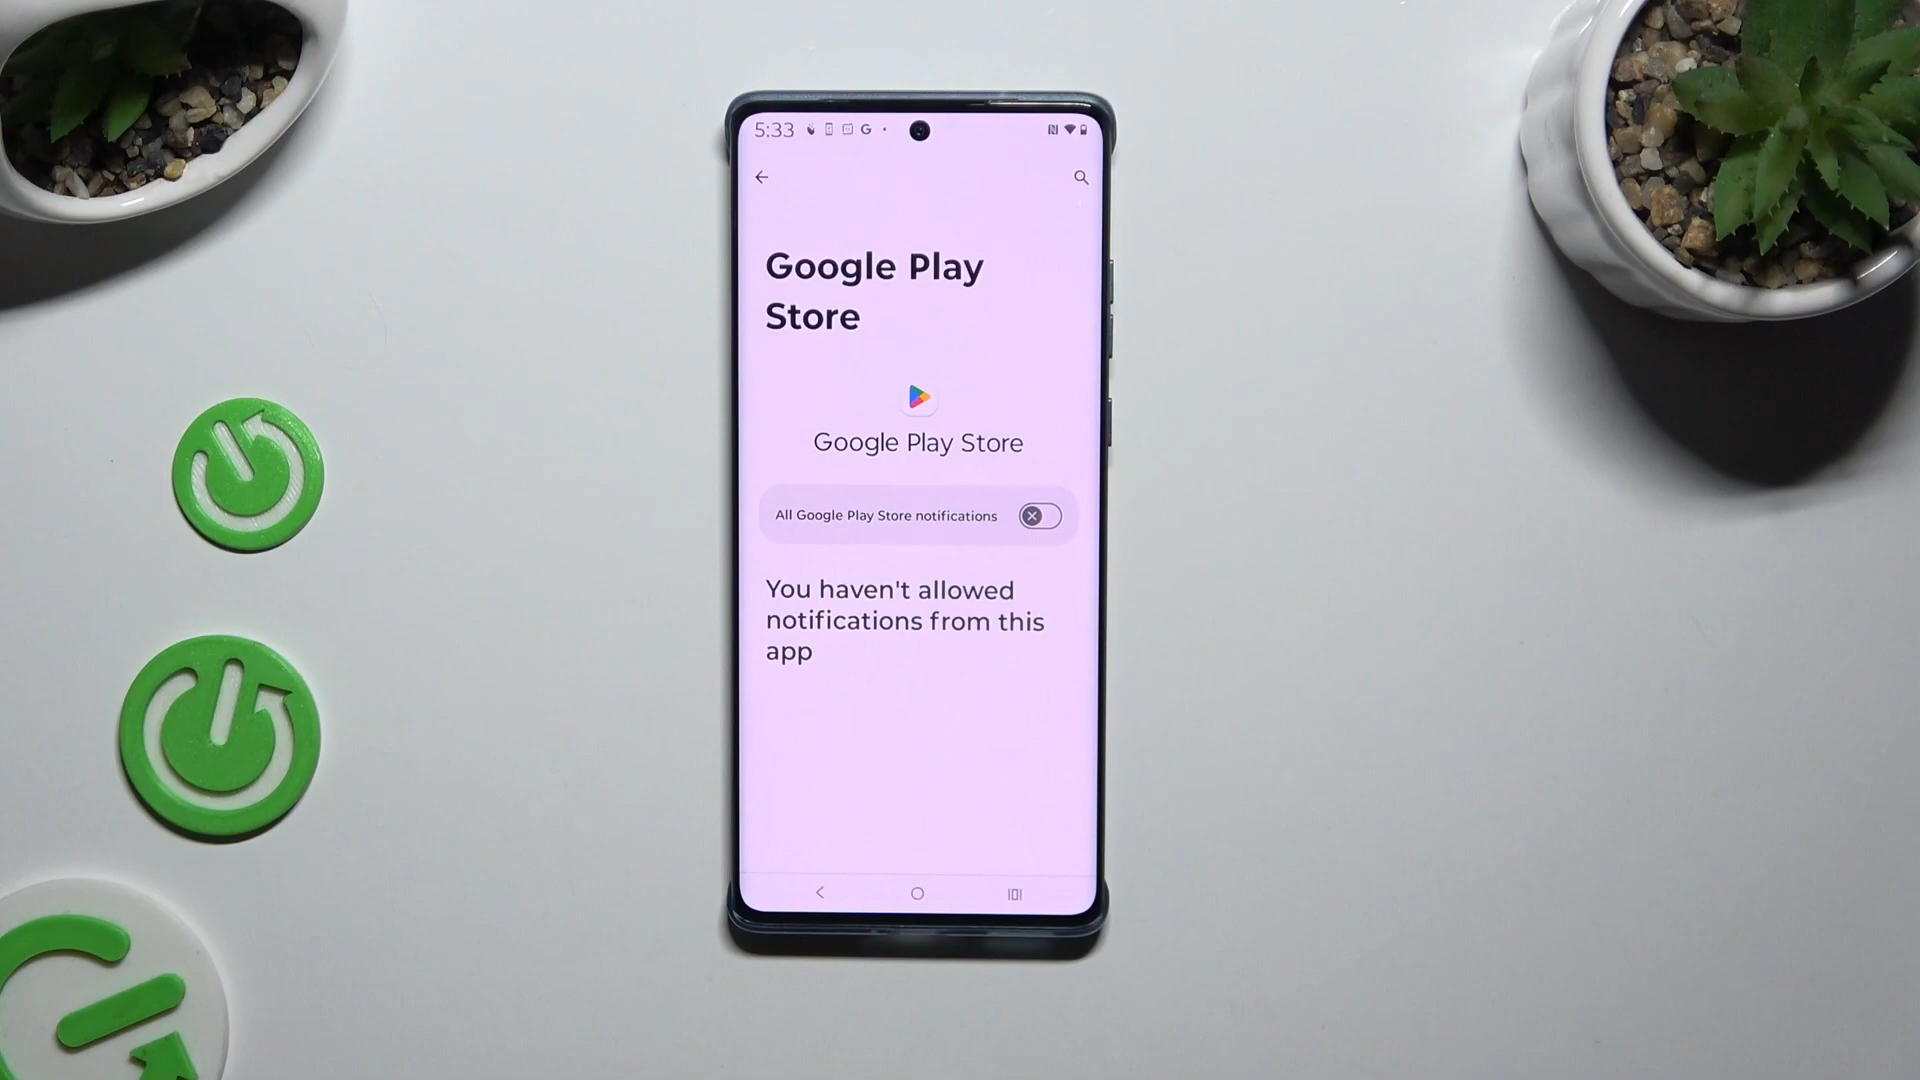 5:33
Google Play
Store
Google Play Store
All Google Play Store notifications
You haven't allowed
notifications from this
app